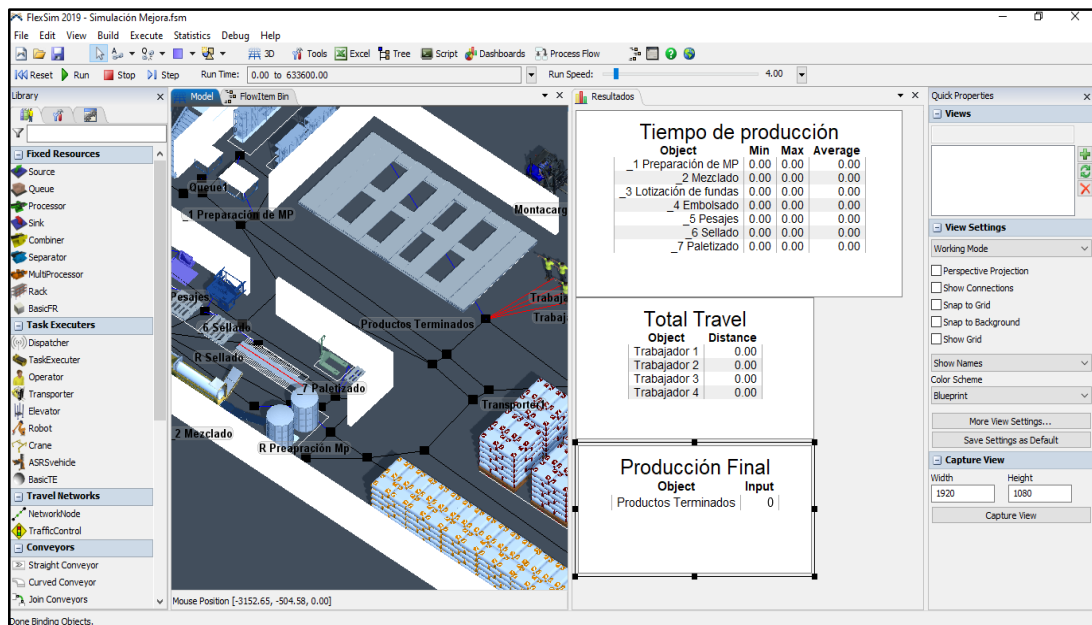 FlexSim 2019 - Simulación Mejora.fsm
File Edit View Build Execute Statistics Debug Help
3D Tools Excel Tree Script Dashboards Process Flow
Reset Run Stop Step Run Time: 0.00 to 633600.00 Run Speed: 4.00
Library
Fixed Resources
Source
Queue
Processor
Sink
Combiner
Separator
MultiProcessor
Rack
BasicFR
Task Executers
Dispatcher
TaskExecuter
Operator
Transporter
Elevator
Robot
Crane
ASRSvehicle
BasicTE
Travel Networks
NetworkNode
TrafficControl
Conveyors
Straight Conveyor
Curved Conveyor
Join Conveyors
Model FlowItem Bin
Queue1
_1 Preparación de MP
Montacarg
Pesajes
6 Sellado
Productos Terminados
Trabaja
Traba
R Sellado
_7 Paletizado
Transporter
_2 Mezclado
R Preapración Mp
Mouse Position [-3152.65, -504.58, 0.00]
Resultados
Tiempo de producción
Object Min Max Average
_1 Preparación de MP 0.00 0.00 0.00
_2 Mezclado 0.00 0.00 0.00
_3 Lotización de fundas 0.00 0.00 0.00
_4 Embolsado 0.00 0.00 0.00
_5 Pesajes 0.00 0.00 0.00
_6 Sellado 0.00 0.00 0.00
_7 Paletizado 0.00 0.00 0.00
Total Travel
Object Distance
Trabajador 1 0.00
Trabajador 2 0.00
Trabajador 3 0.00
Trabajador 4 0.00
Producción Final
Object Input
Productos Terminados 0
Quick Properties
Views
View Settings
Working Mode
Perspective Projection
Show Connections
Snap to Grid
Snap to Background
Show Grid
Show Names
Color Scheme
Blueprint
More View Settings...
Save Settings as Default
Capture View
Width Height
1920 1080
Capture View
Done Binding Objects.